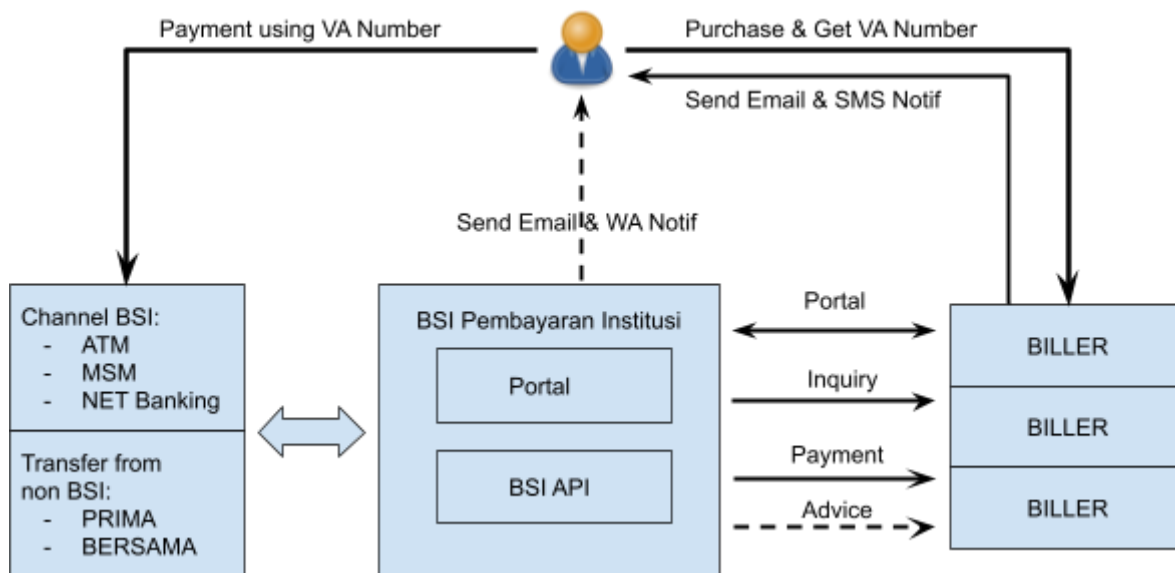 Payment using VA Number
Purchase & Get VA Number
Send Email & SMS Notif
Send Email & WA Notif
Channel BSI:
- ATM
- MSM
- NET Banking
Transfer from
non BSI:
- PRIMA
- BERSAMA
BSI Pembayaran Institusi
Portal
BSI API
Portal
Inquiry
Payment
Advice
BILLER
BILLER
BILLER